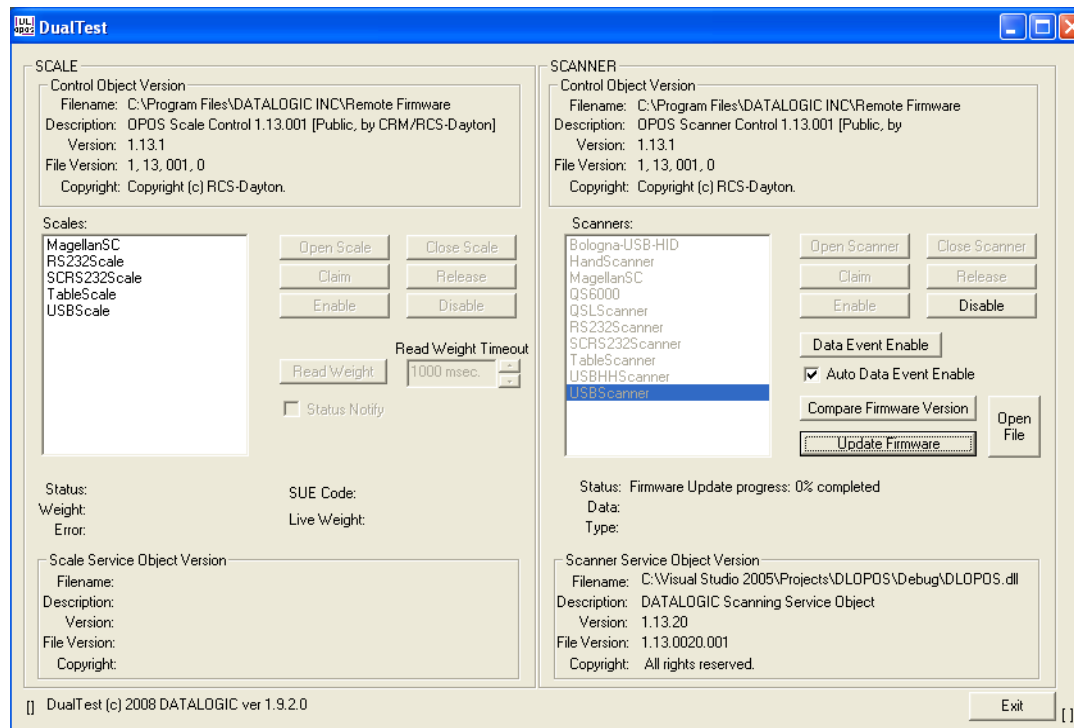 UL
opos
DualTest
SCALE
Control Object Version
Filename: C:\Program Files\DATALOGIC INC\Remote Firmware
Description: OPOS Scale Control 1.13.001 [Public, by CRM/RCS-Dayton]
Version: 1.13.1
File Version: 1, 13, 001, 0
Copyright: Copyright (c) RCS-Dayton.
Scales:
MagellanSC
RS232Scale
SCRS232Scale
TableScale
USBScale
Open Scale
Close Scale
Claim
Release
Enable
Disable
Read Weight Timeout
Read Weight
1000 msec.
Status Notify
Status:
Weight:
Error:
SUE Code:
Live Weight:
Scale Service Object Version
Filename:
Description:
Version:
File Version:
Copyright:
SCANNER
Control Object Version
Filename: C:\Program Files\DATALOGIC INC\Remote Firmware
Description: OPOS Scanner Control 1.13.001 [Public, by
Version: 1.13.1
File Version: 1, 13, 001, 0
Copyright: Copyright (c) RCS-Dayton.
Scanners:
Bologna-USB-HID
HandScanner
MagellanSC
QS6000
QSLScanner
RS232Scanner
SCRS232Scanner
TableScanner
USBHHScanner
USBScanner
Open Scanner
Close Scanner
Claim
Release
Enable
Disable
Data Event Enable
Auto Data Event Enable
Compare Firmware Version
Update Firmware
Open
File
Status: Firmware Update progress: 0% completed
Data:
Type:
Scanner Service Object Version
Filename: C:\Visual Studio 2005\Projects\DLOPOS\Debug\DLOPOS.dll
Description: DATALOGIC Scanning Service Object
Version: 1.13.20
File Version: 1.13.0020.001
Copyright: All rights reserved.
[] DualTest (c) 2008 DATALOGIC ver 1.9.2.0
Exit
[ ]